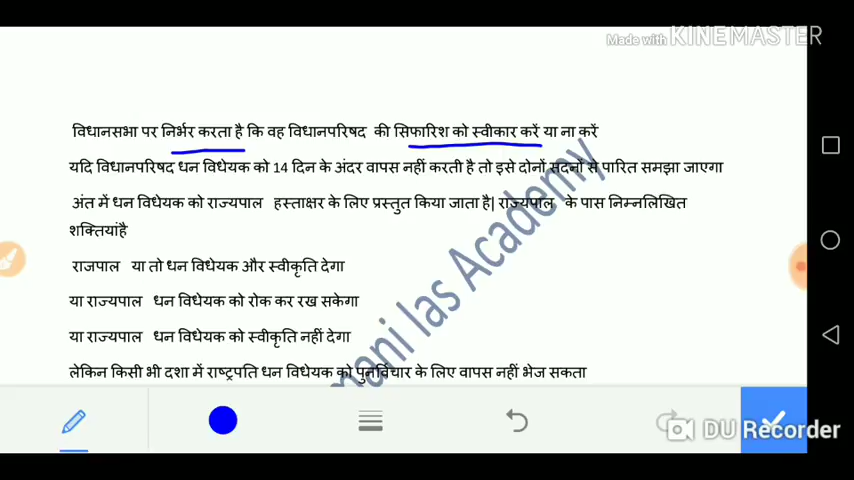 Made with KINEMASTER
विधानसभा पर निर्भर करता है कि वह विधानपरिषद की सिफारिश को स्वीकार करें या ना करें
यदि विधानपरिषद धन विधेयक को 14 दिन के अंदर वापस नहीं करती है तो इसे दोनों सदनों से पारित समझा जाएगा
अंत में धन विधेयक को राज्यपाल हस्ताक्षर के लिए प्रस्तुत किया जाता है| राज्यपाल के पास निम्नलिखित
शक्तियांहै
राजपाल या तो धन विधेयक और स्वीकृति देगा
या राज्यपाल धन विधेयक को रोक कर रख सकेगा
या राज्यपाल धन विधेयक को स्वीकृति नहीं देगा
लेकिन किसी भी दशा में राष्ट्रपति धन विधेयक को पुनर्विचार के लिए वापस नहीं भेज सकता
mani Ias Academy
DU Recorder